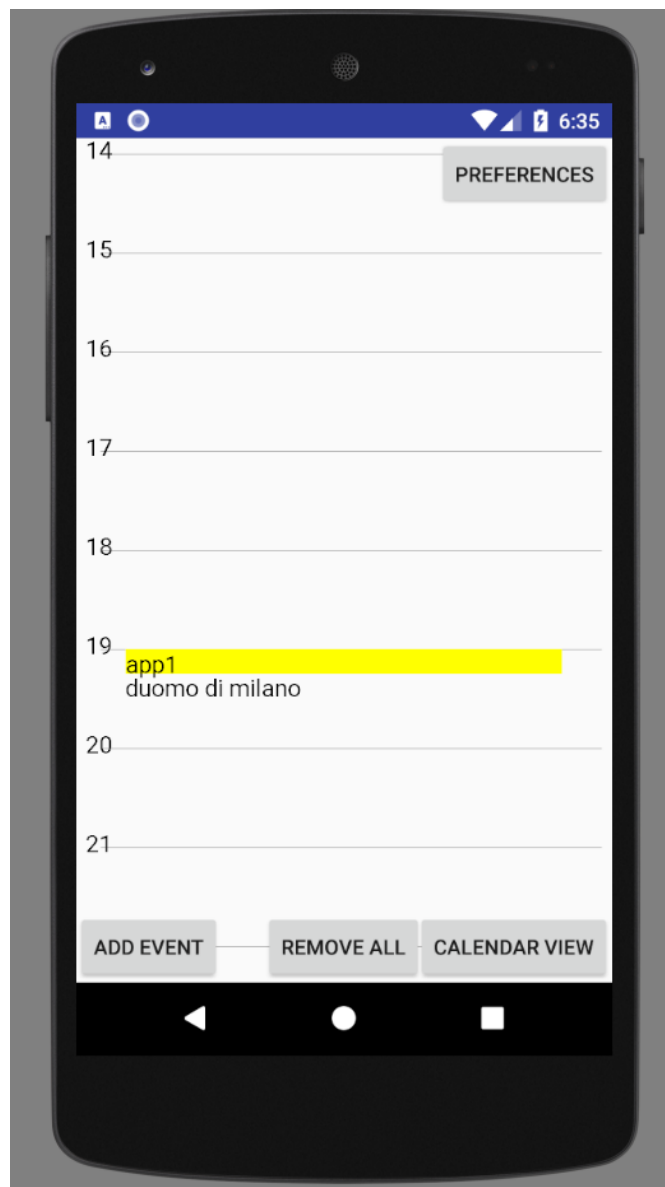 6:35
14
PREFERENCES
15
16
17
18
19
app1
duomo di milano
20
21
ADD EVENT REMOVE ALL CALENDAR VIEW